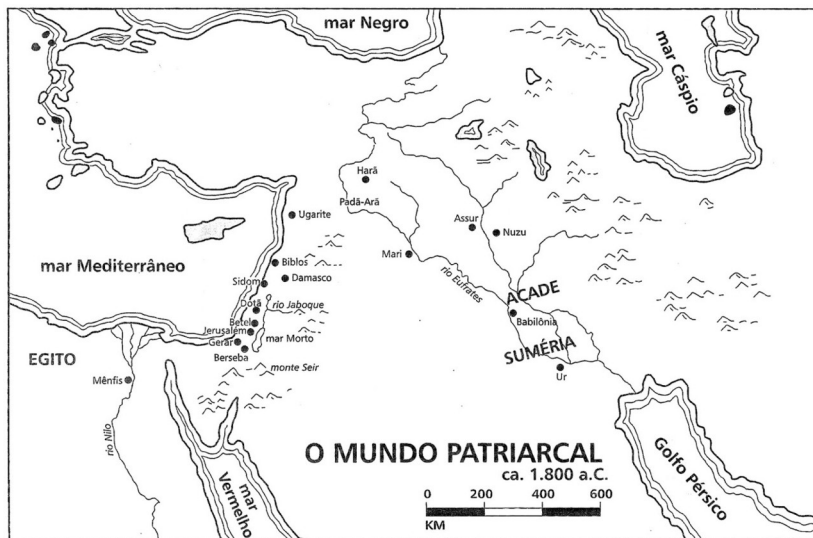 mar Negro
mar Cáspio
Harã
Padã-Arã
Ugarite
Assur
Nuzu
mar Mediterrâneo
Biblos
Mari
Sidom
Damasco
rio Eufrates
Dotã
rio Jaboque
ACADE
Betel
Babilônia
Jerusalém
mar Morto
Gerar
SUMÉRIA
EGITO
Berseba
monte Seir
Ur
Mênfis
rio Nilo
O MUNDO PATRIARCAL
ca. 1.800 a.C.
mar
Vermelho
Golfo Pérsico
0 200 400 600
KM